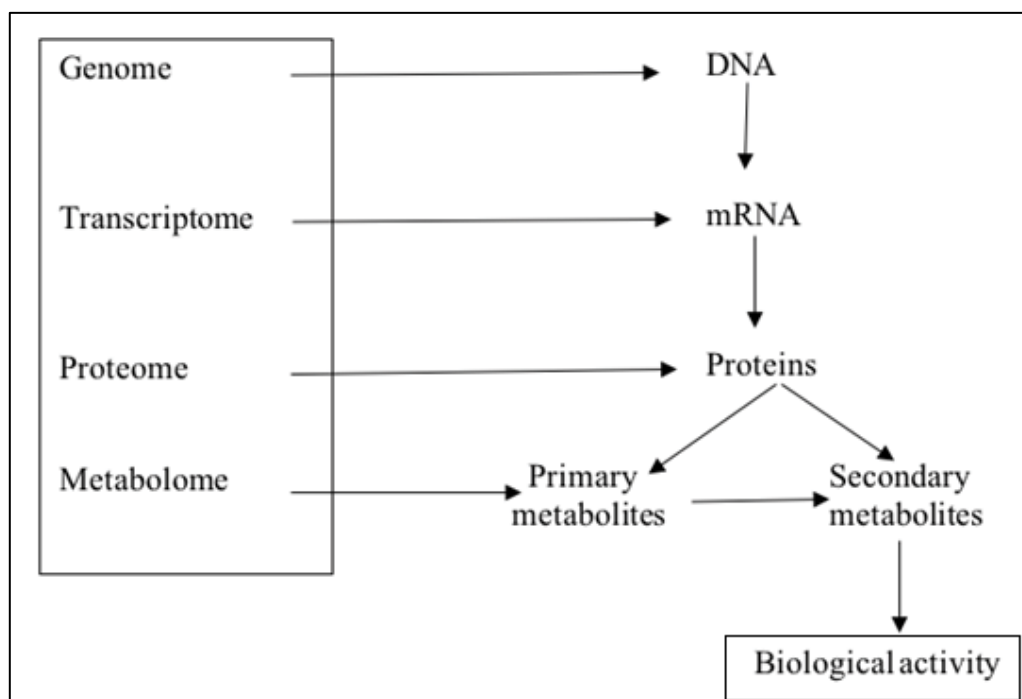 Genome
DNA
Transcriptome
mRNA
Proteome
Proteins
Metabolome
Primary
metabolites
Secondary
metabolites
Biological activity